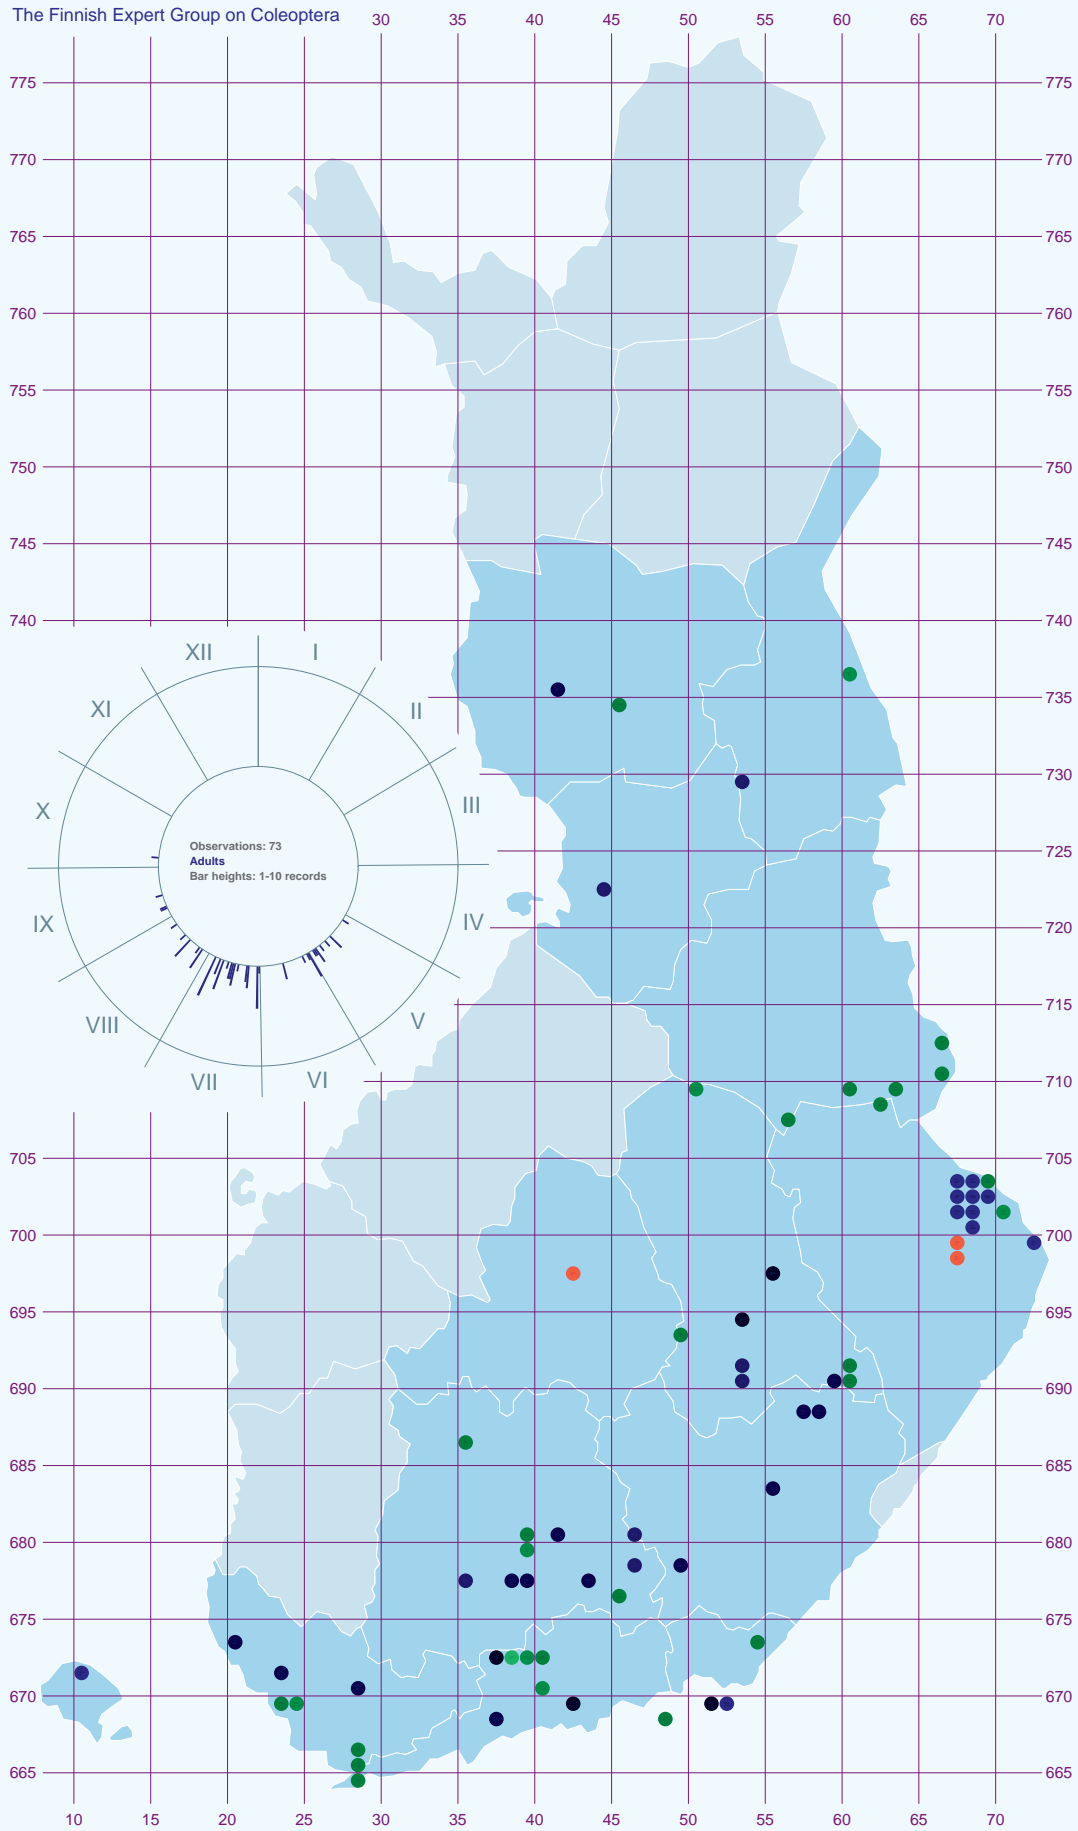 The Finnish Expert Group on Coleoptera
30 35 40 45 50 55 60 65 70
775 775
770 770
765 765
760 760
755 755
750 750
745 745
740 740
XII I
XI II
735
X III
730
Observations: 73
Adults
Bar heights: 1-10 records
725
IX IV
720
VIII V
715
VII VI
710
705 705
700 700
695 695
690 690
685 685
680 680
675 675
670 670
665 665
10 15 20 25 30 35 40 45 50 55 60 65 70